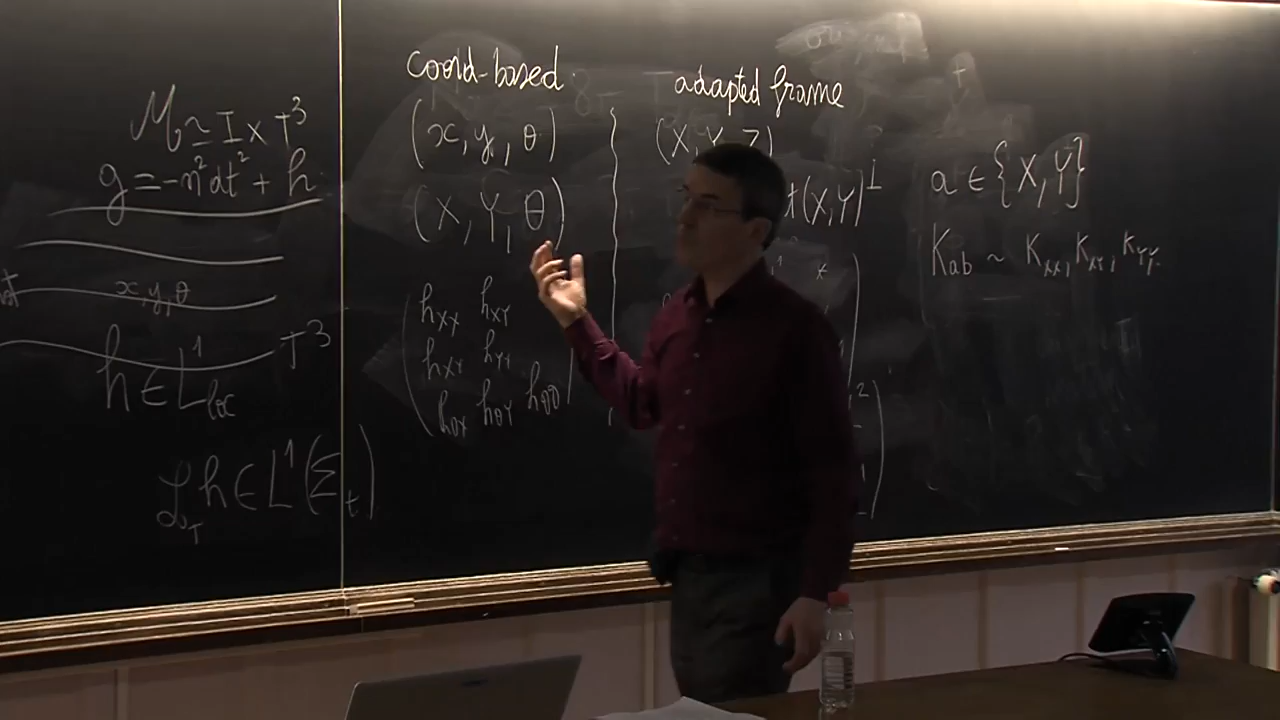 M ≃ I × T³
g = -n²dt² + h
x, y, θ
T³
h ∈ L¹_loc
ℒ_T h ∈ L¹(Σ_t)
coord-based
(x, y, θ)
(X, Y, θ)
h_XX h_XY
h_XY h_YY
h_θX h_θY h_θθ
adapted frame
(X, Y, Z)
(X,Y)^⊥
a ∈ {X, Y}
K_ab ~ K_XX, K_XY, K_YY.